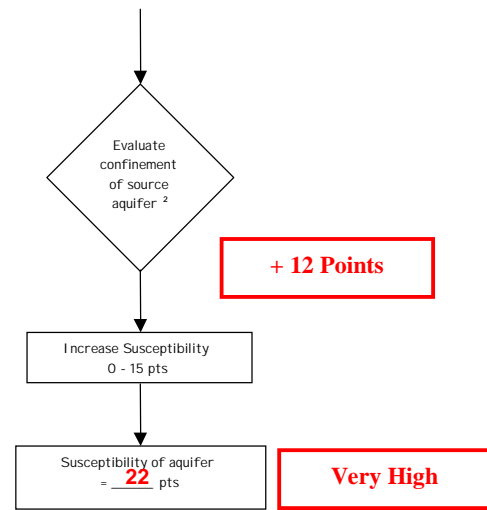 Evaluate
confinement
of source
aquifer ²
+ 12 Points
Increase Susceptibility
0 - 15 pts
Susceptibility of aquifer
= 22 pts
Very High